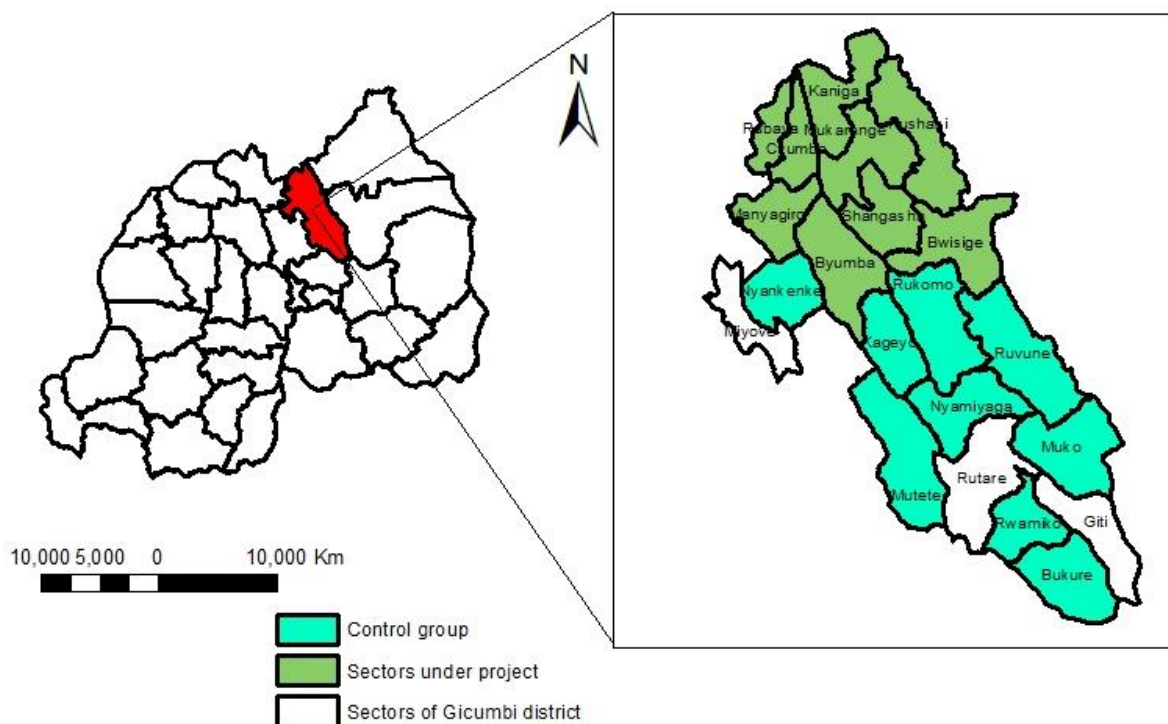 N
Kaniga
Rubaya
Mukarange
Rushaki
Cyumba
Manyagiro
Shangasha
Bwisige
Byumba
Nyankenke
Rukomo
Miyove
Kageyo
Ruvune
Nyamiyaga
Muko
Rutare
Mutete
Rwamiko
Giti
Bukure
10,000 5,000 0 10,000 Km
Control group
Sectors under project
Sectors of Gicumbi district